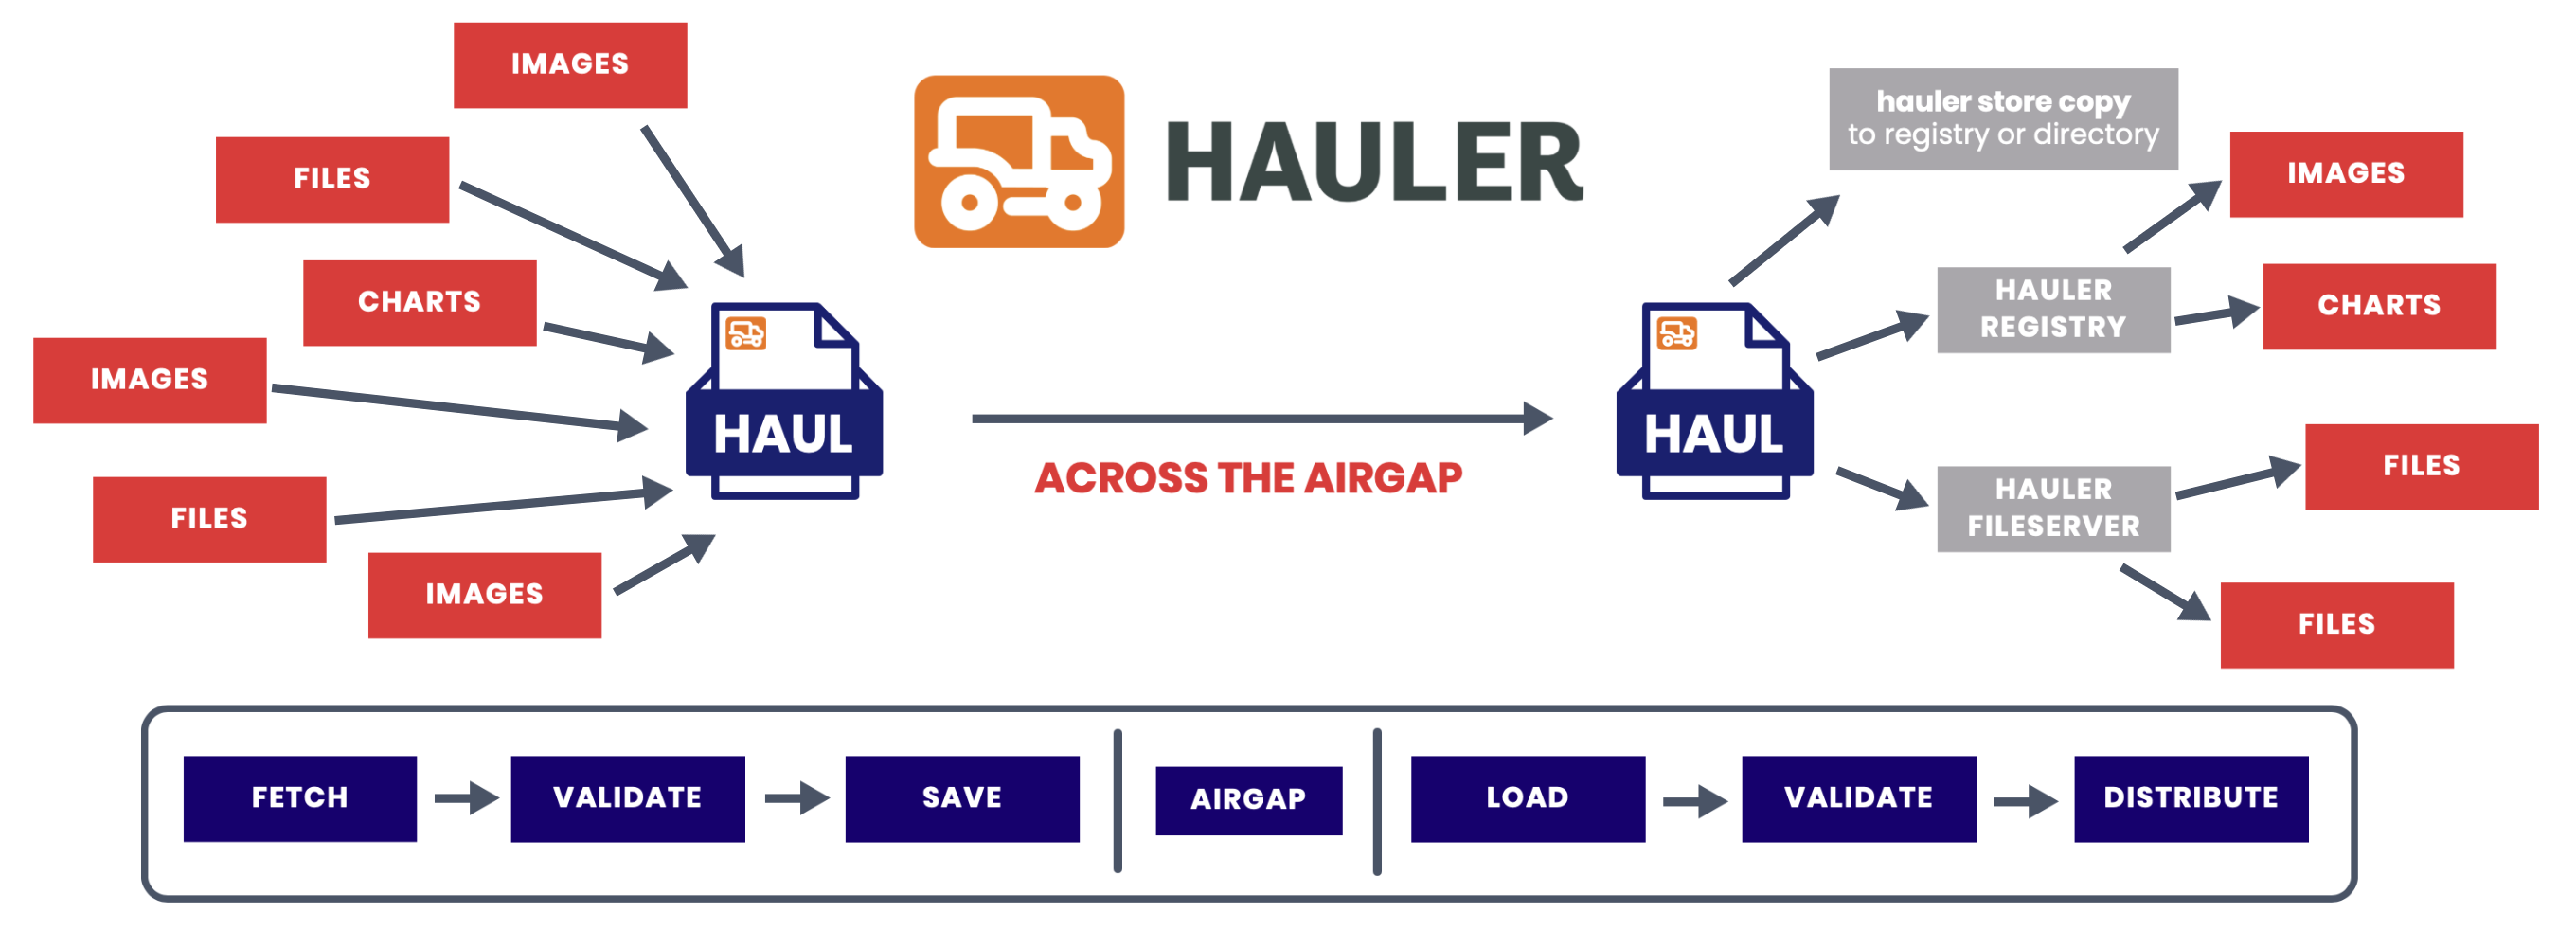 IMAGES
FILES
CHARTS
IMAGES
FILES
IMAGES
HAUL
HAULER
ACROSS THE AIRGAP
HAUL
hauler store copy
to registry or directory
HAULER
REGISTRY
HAULER
FILESERVER
IMAGES
CHARTS
FILES
FILES
FETCH
VALIDATE
SAVE
AIRGAP
LOAD
VALIDATE
DISTRIBUTE